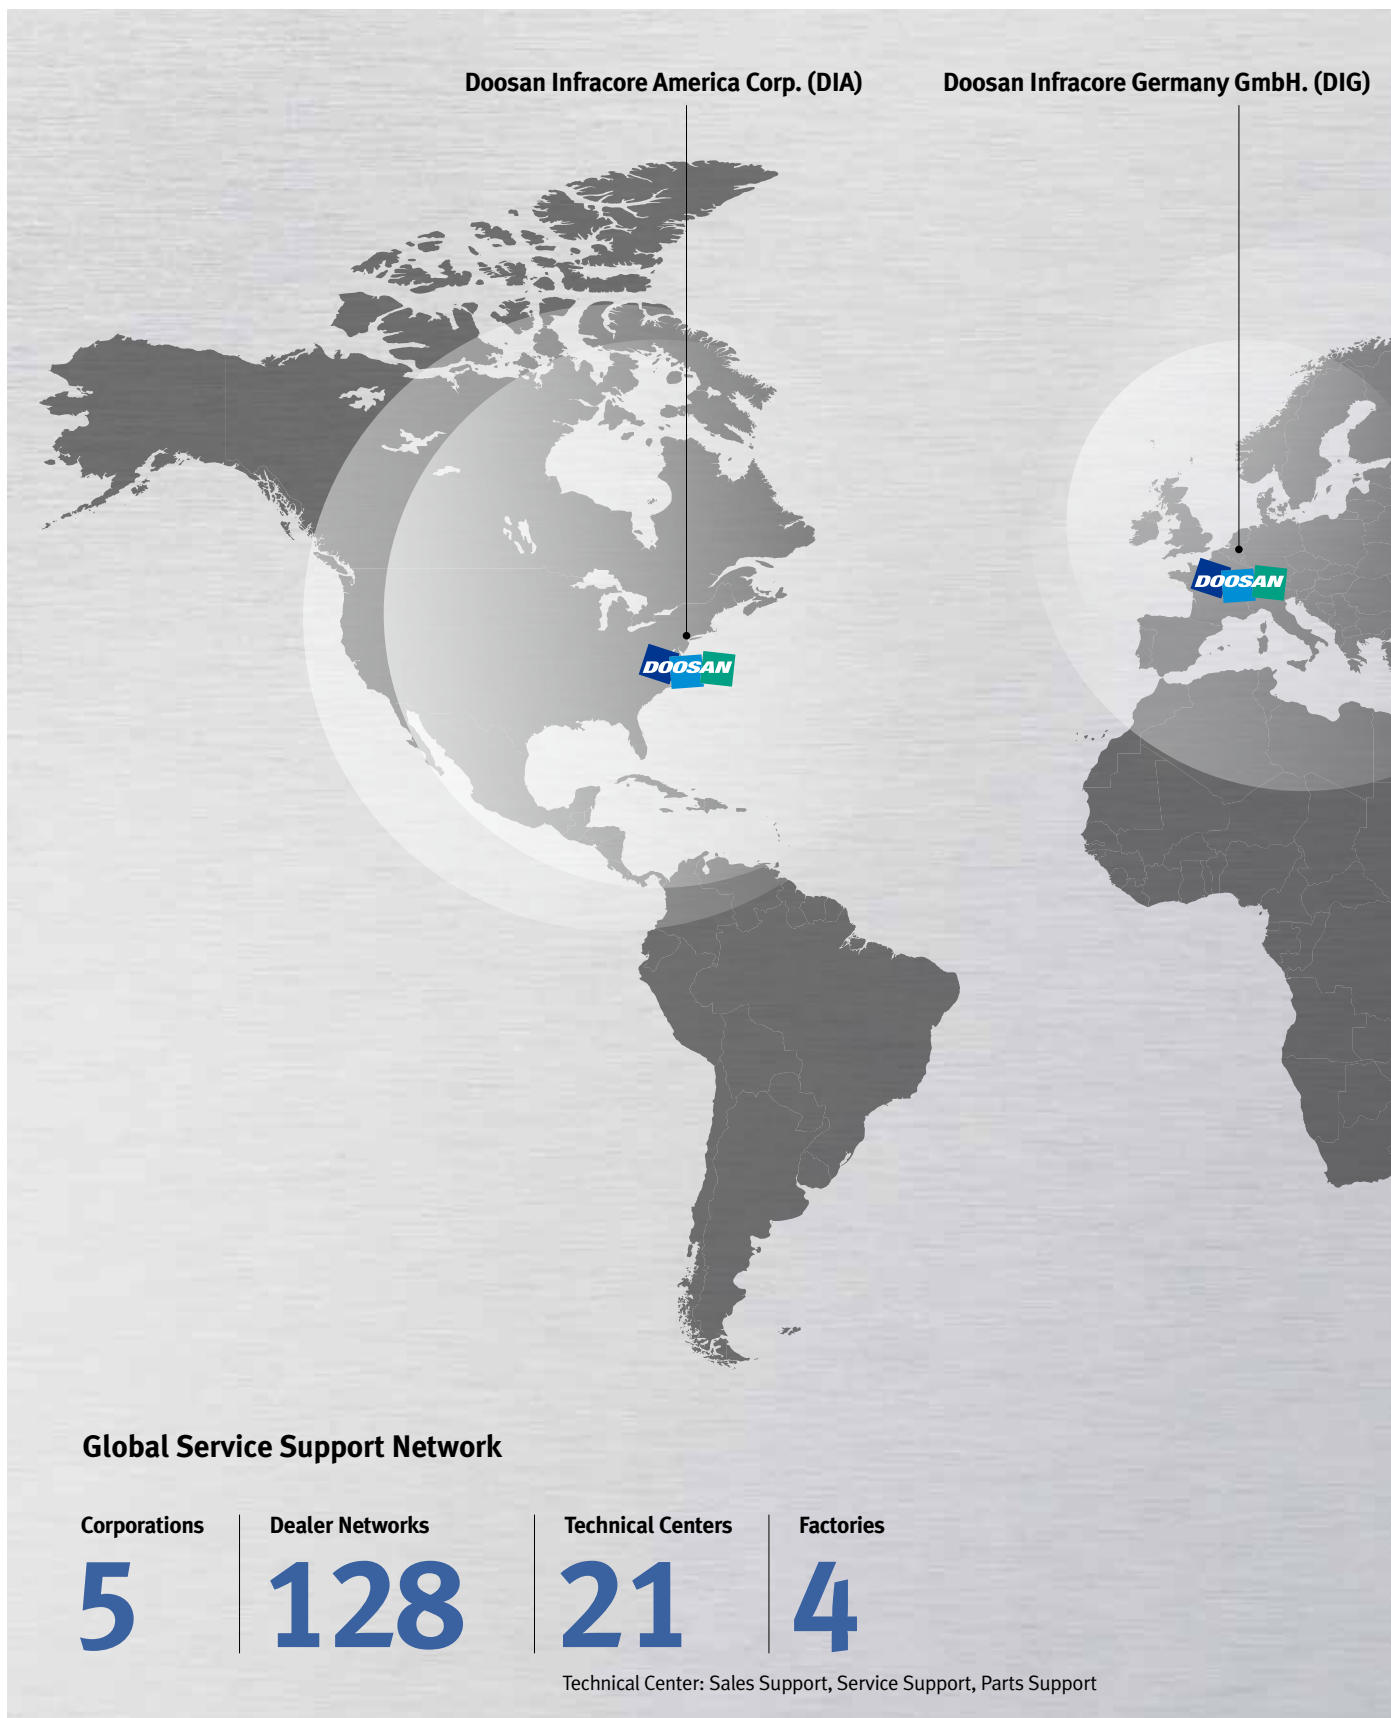 Doosan Infracore America Corp. (DIA)
Doosan Infracore Germany GmbH. (DIG)
DOOSAN
DOOSAN
Global Service Support Network
Corporations
5
Dealer Networks
128
Technical Centers
21
Factories
4
Technical Center: Sales Support, Service Support, Parts Support